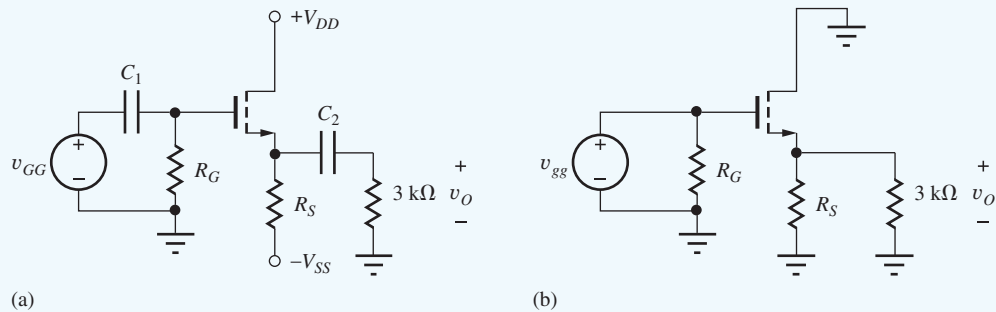 +V_DD
C_1
C_2
+
−
v_GG
R_G
R_S
3 kΩ
+
v_O
−
−V_SS
(a)
+
−
v_gg
R_G
R_S
3 kΩ
+
v_O
−
(b)